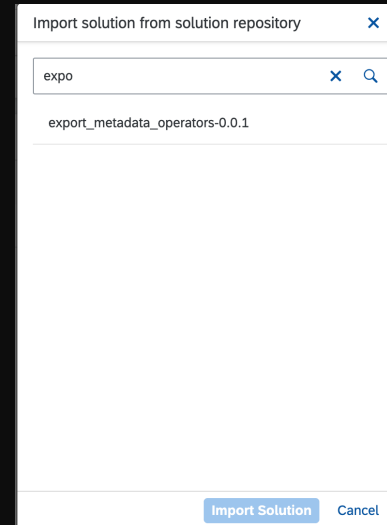 Import solution from solution repository
expo
export_metadata_operators-0.0.1
Import Solution Cancel